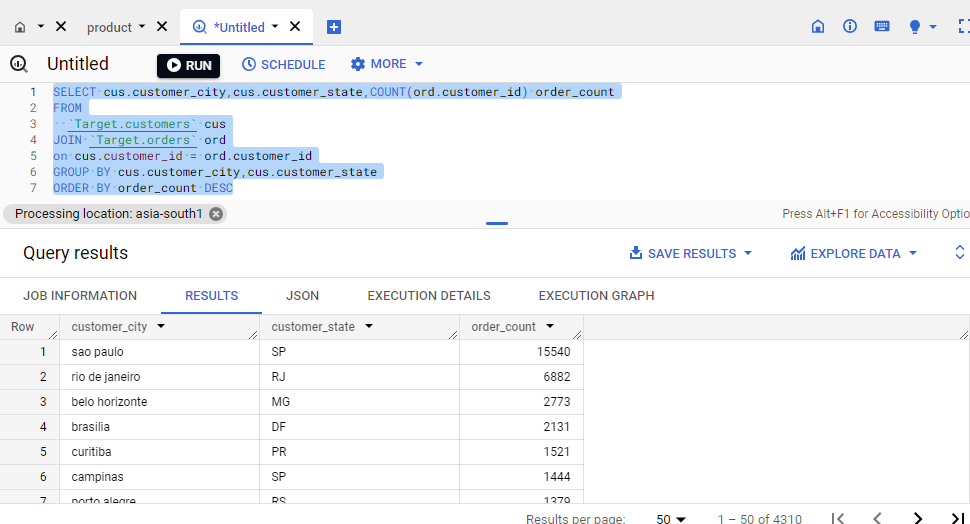 product
*Untitled
Untitled
RUN
SCHEDULE
MORE
1 SELECT cus.customer_city,cus.customer_state,COUNT(ord.customer_id) order_count
2 FROM
3 `Target.customers` cus
4 JOIN `Target.orders` ord
5 on cus.customer_id = ord.customer_id
6 GROUP BY cus.customer_city,cus.customer_state
7 ORDER BY order_count DESC
Processing location: asia-south1
Press Alt+F1 for Accessibility Optio
Query results
SAVE RESULTS
EXPLORE DATA
JOB INFORMATION
RESULTS
JSON
EXECUTION DETAILS
EXECUTION GRAPH
Row customer_city customer_state order_count
1 sao paulo SP 15540
2 rio de janeiro RJ 6882
3 belo horizonte MG 2773
4 brasilia DF 2131
5 curitiba PR 1521
6 campinas SP 1444
7 porto alegre RS 1379
Results per page: 50 1 – 50 of 4310